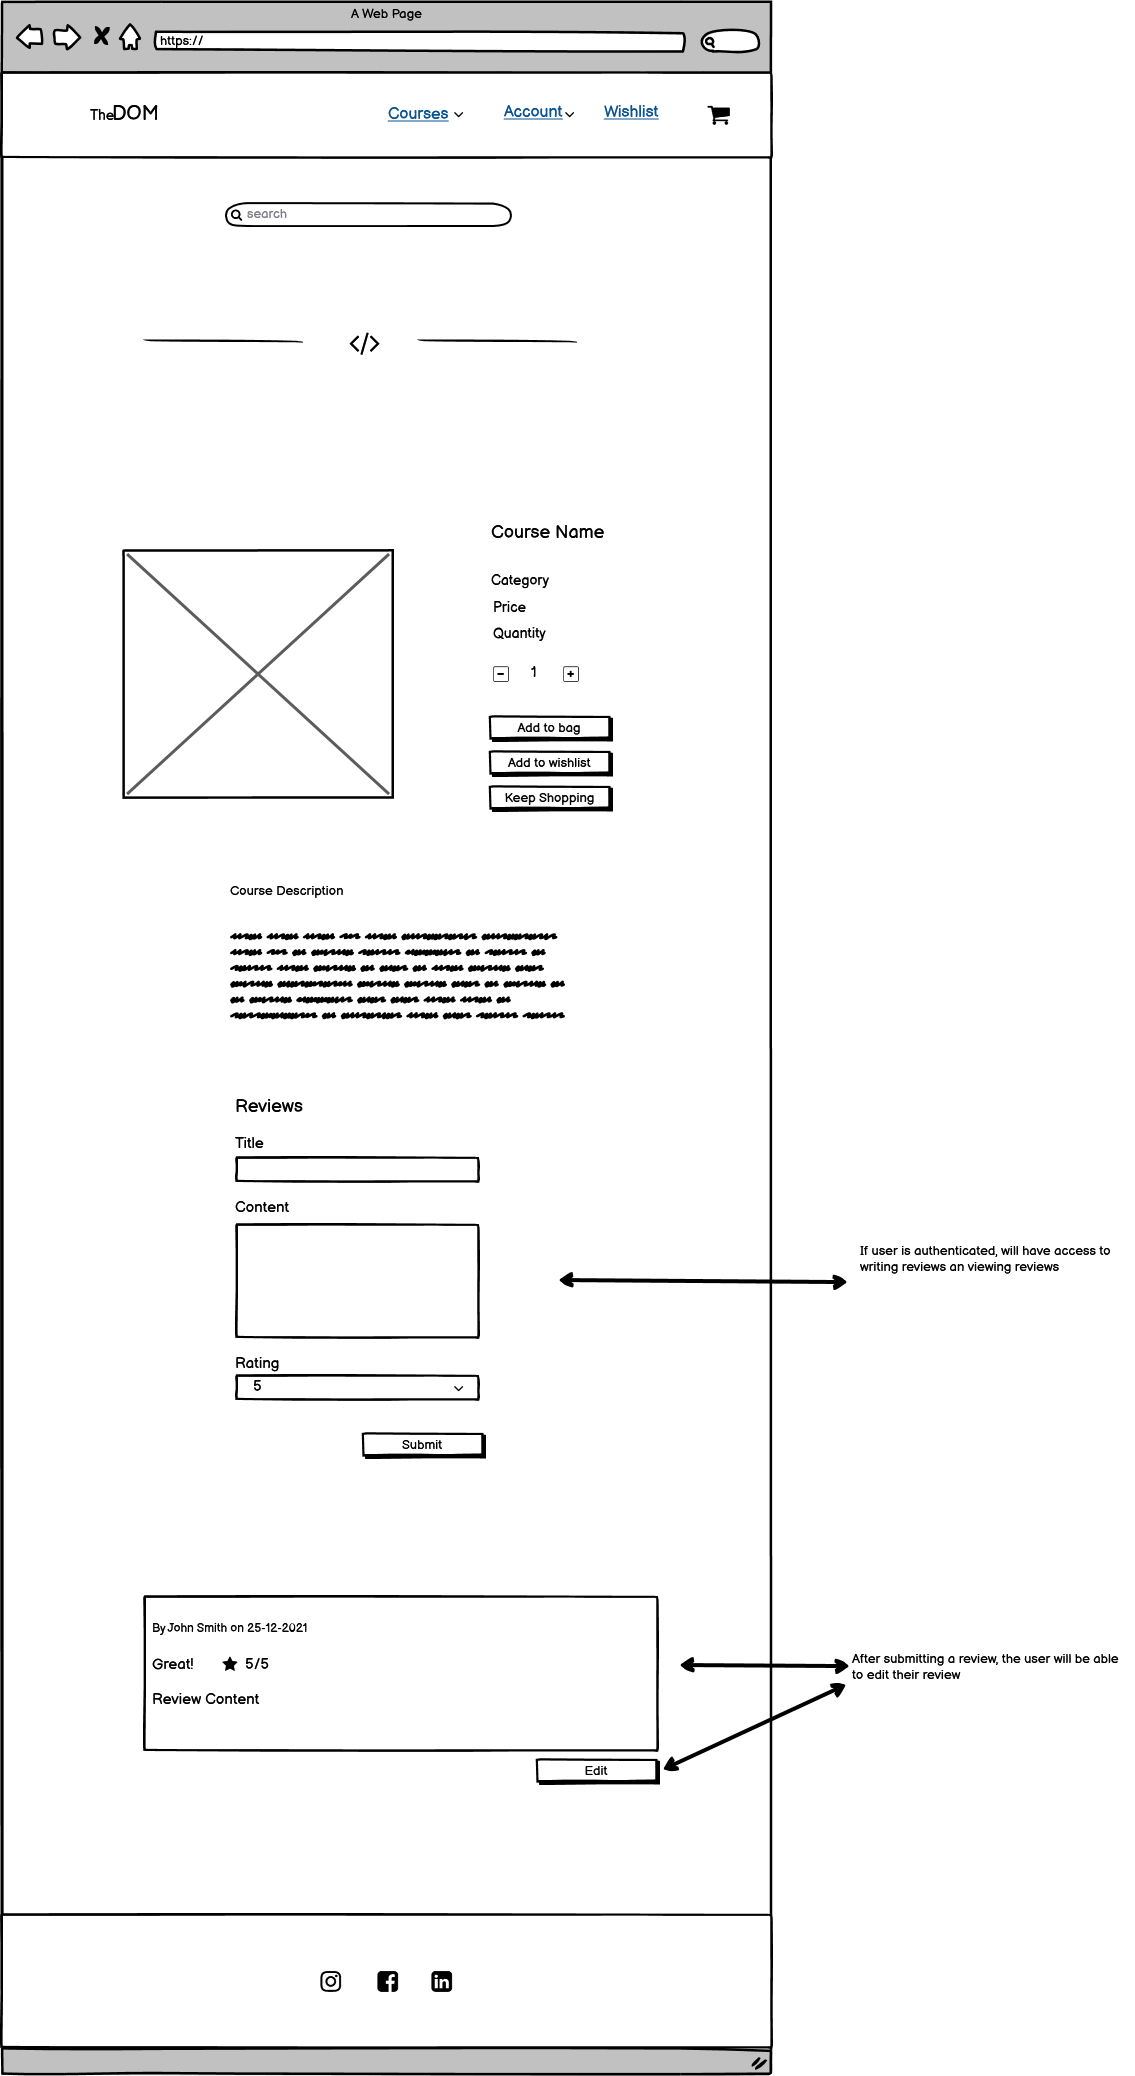 A Web Page
https://
TheDOM
Courses
Account
Wishlist
search
</>
Course Name
Category
Price
Quantity
1
Add to bag
Add to wishlist
Keep Shopping
Course Description
Reviews
Title
Content
If user is authenticated, will have access to
writing reviews an viewing reviews
Rating
5
Submit
By John Smith on 25-12-2021
Great! 5/5
Review Content
After submitting a review, the user will be able
to edit their review
Edit